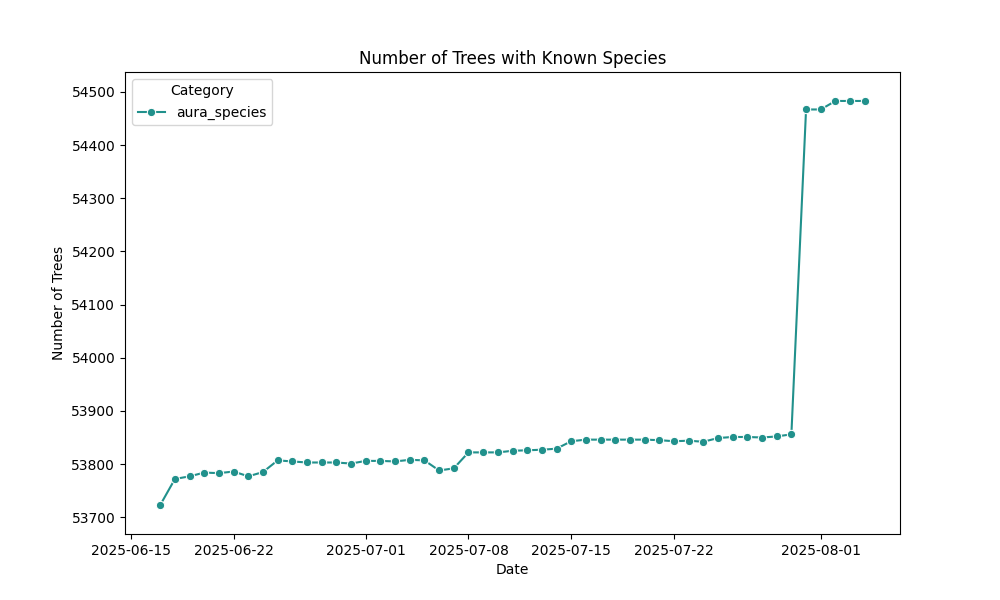 Number of Trees with Known Species
Category
aura_species
54500
54400
54300
54200
54100
54000
53900
53800
53700
Number of Trees
2025-06-15 2025-06-22 2025-07-01 2025-07-08 2025-07-15 2025-07-22 2025-08-01
Date